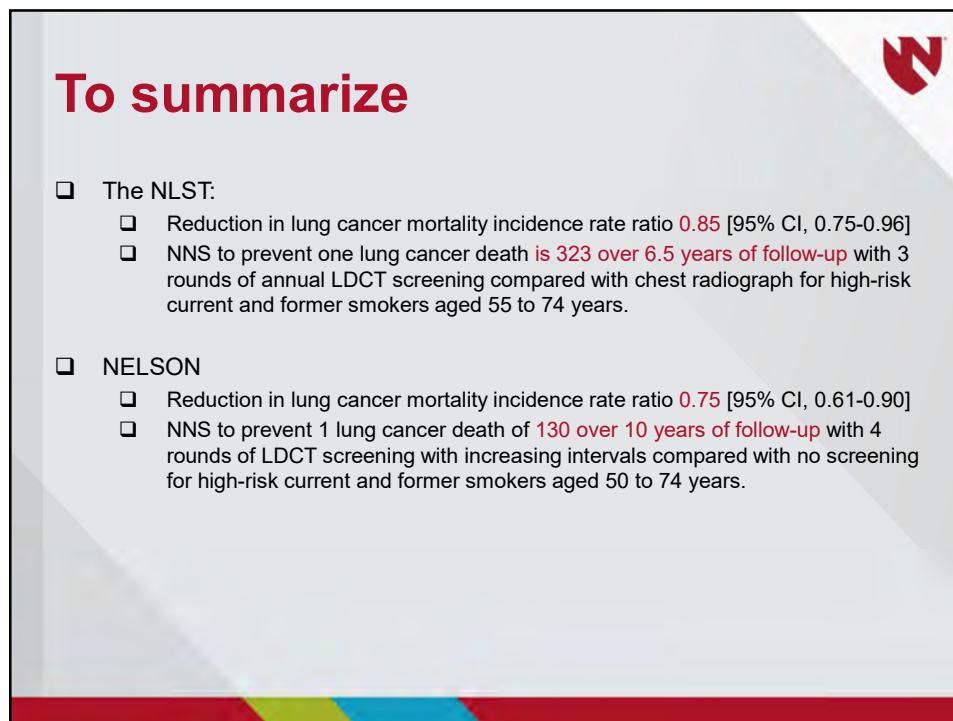 To summarize
❑ The NLST:
❑ Reduction in lung cancer mortality incidence rate ratio 0.85 [95% CI, 0.75-0.96]
❑ NNS to prevent one lung cancer death is 323 over 6.5 years of follow-up with 3
rounds of annual LDCT screening compared with chest radiograph for high-risk
current and former smokers aged 55 to 74 years.
❑ NELSON
❑ Reduction in lung cancer mortality incidence rate ratio 0.75 [95% CI, 0.61-0.90]
❑ NNS to prevent 1 lung cancer death of 130 over 10 years of follow-up with 4
rounds of LDCT screening with increasing intervals compared with no screening
for high-risk current and former smokers aged 50 to 74 years.